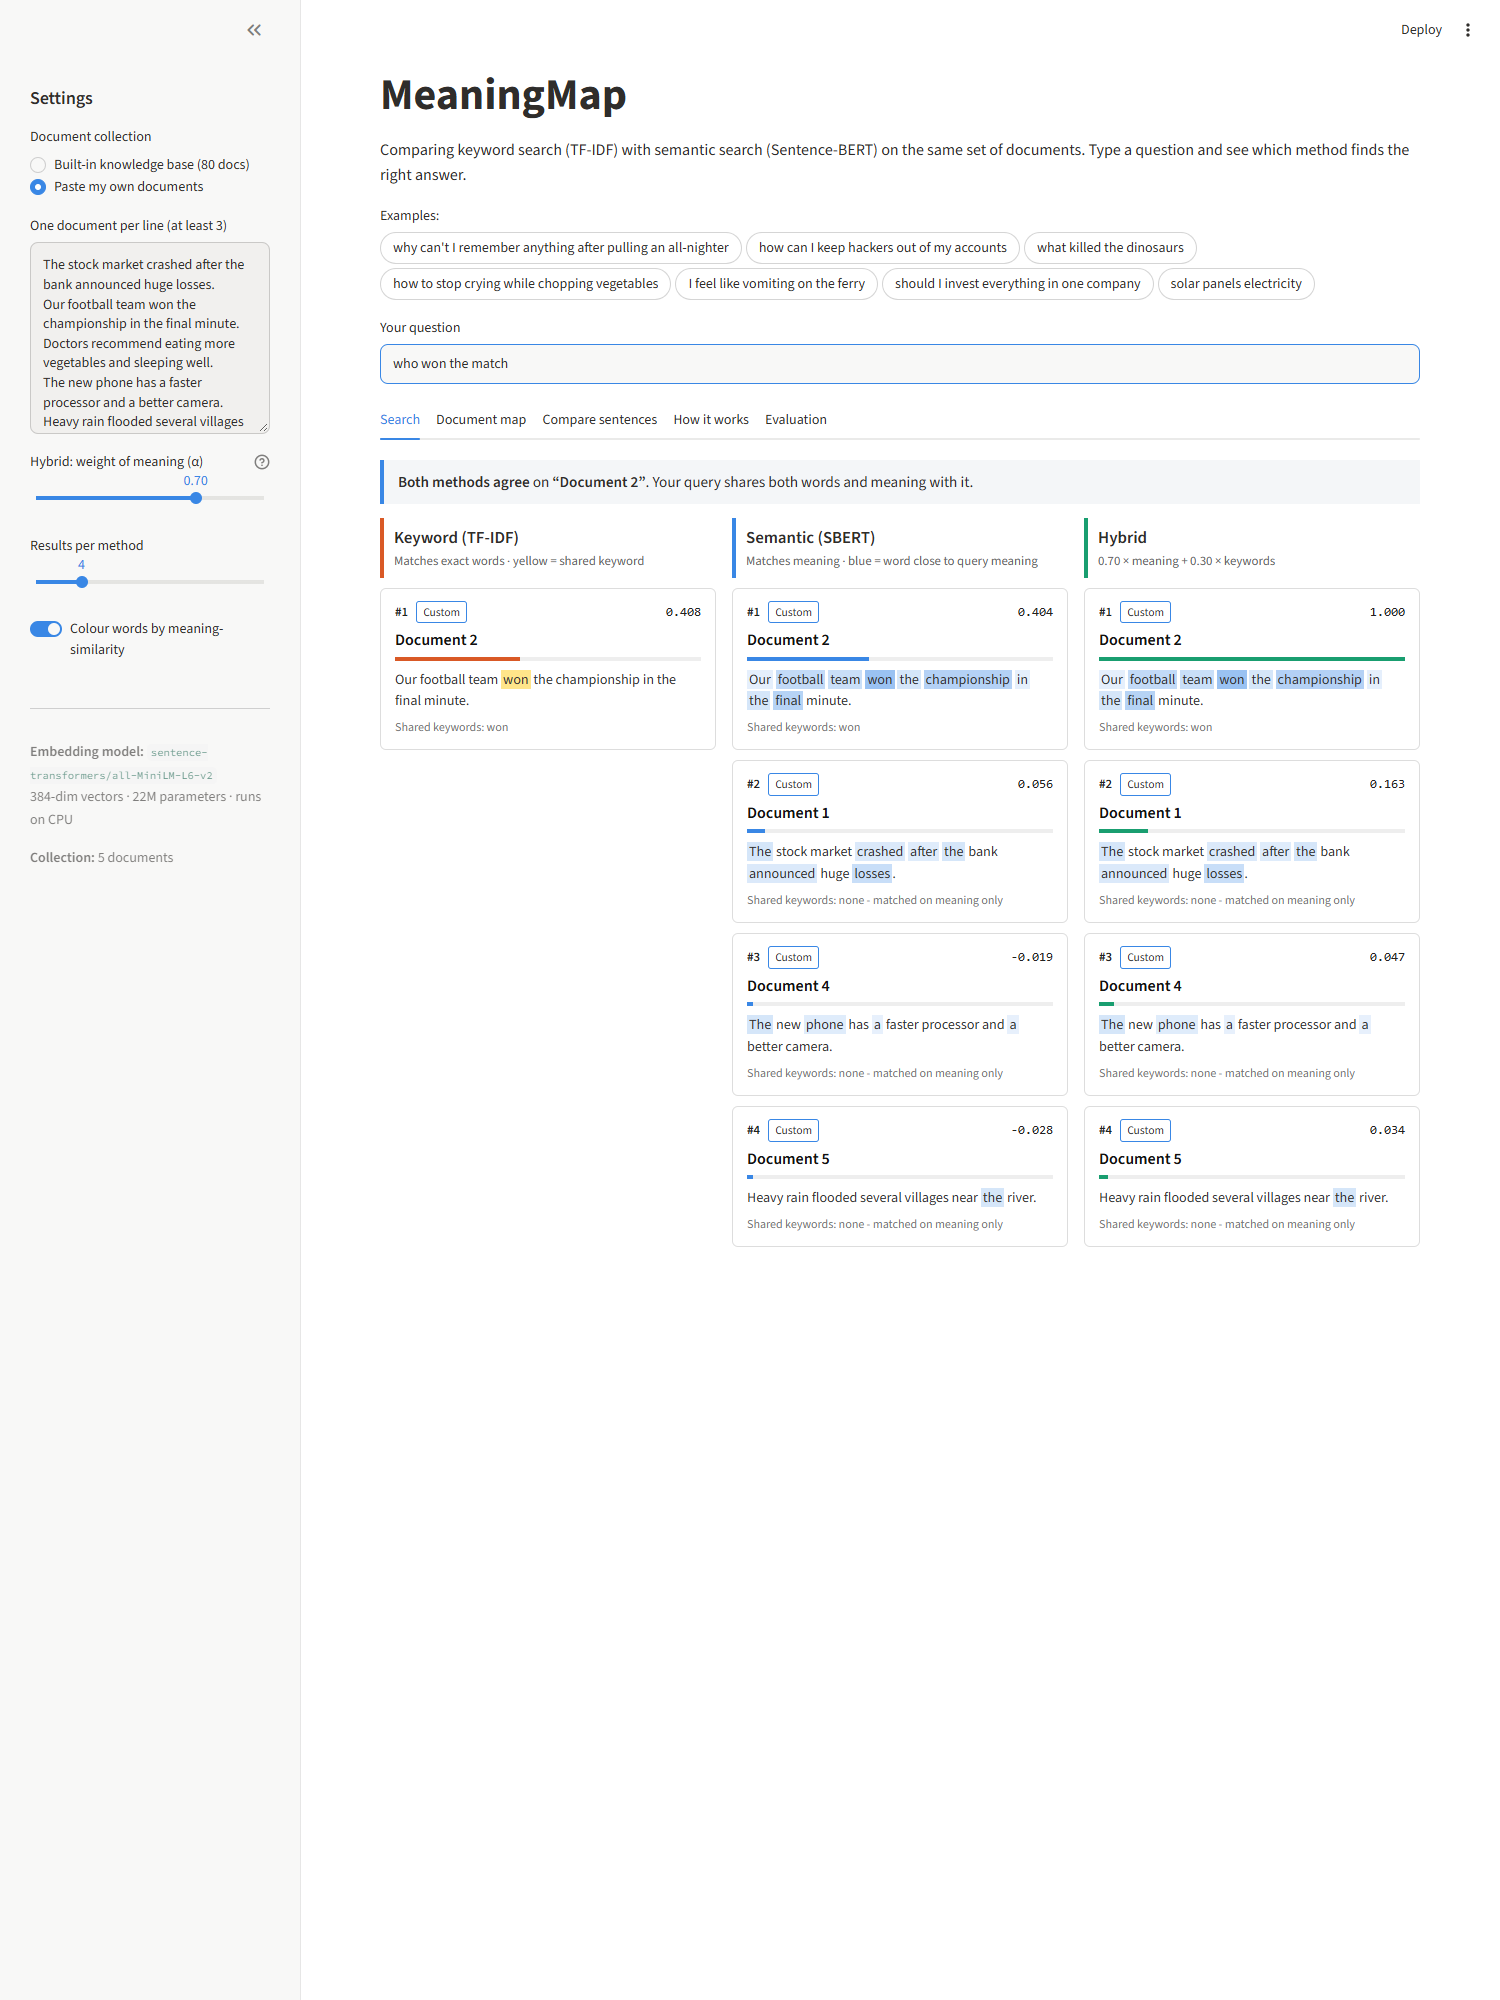 Deploy
Settings
Document collection
Built-in knowledge base (80 docs)
Paste my own documents
One document per line (at least 3)
The stock market crashed after the
bank announced huge losses.
Our football team won the
championship in the final minute.
Doctors recommend eating more
vegetables and sleeping well.
The new phone has a faster
processor and a better camera.
Heavy rain flooded several villages
Hybrid: weight of meaning (α)
0.70
Results per method
4
Colour words by meaning-
similarity
Embedding model: sentence-
transformers/all-MiniLM-L6-v2
384-dim vectors · 22M parameters · runs
on CPU
Collection: 5 documents
MeaningMap
Comparing keyword search (TF-IDF) with semantic search (Sentence-BERT) on the same set of documents. Type a question and see which method finds the
right answer.
Examples:
why can't I remember anything after pulling an all-nighter
how can I keep hackers out of my accounts
what killed the dinosaurs
how to stop crying while chopping vegetables
I feel like vomiting on the ferry
should I invest everything in one company
solar panels electricity
Your question
who won the match
Search Document map Compare sentences How it works Evaluation
Both methods agree on “Document 2”. Your query shares both words and meaning with it.
Keyword (TF-IDF)
Matches exact words · yellow = shared keyword
#1 Custom 0.408
Document 2
Our football team won the championship in the
final minute.
Shared keywords: won
Semantic (SBERT)
Matches meaning · blue = word close to query meaning
#1 Custom 0.404
Document 2
Our football team won the championship in
the final minute.
Shared keywords: won
#2 Custom 0.056
Document 1
The stock market crashed after the bank
announced huge losses.
Shared keywords: none - matched on meaning only
#3 Custom -0.019
Document 4
The new phone has a faster processor and a
better camera.
Shared keywords: none - matched on meaning only
#4 Custom -0.028
Document 5
Heavy rain flooded several villages near the river.
Shared keywords: none - matched on meaning only
Hybrid
0.70 × meaning + 0.30 × keywords
#1 Custom 1.000
Document 2
Our football team won the championship in
the final minute.
Shared keywords: won
#2 Custom 0.163
Document 1
The stock market crashed after the bank
announced huge losses.
Shared keywords: none - matched on meaning only
#3 Custom 0.047
Document 4
The new phone has a faster processor and a
better camera.
Shared keywords: none - matched on meaning only
#4 Custom 0.034
Document 5
Heavy rain flooded several villages near the river.
Shared keywords: none - matched on meaning only